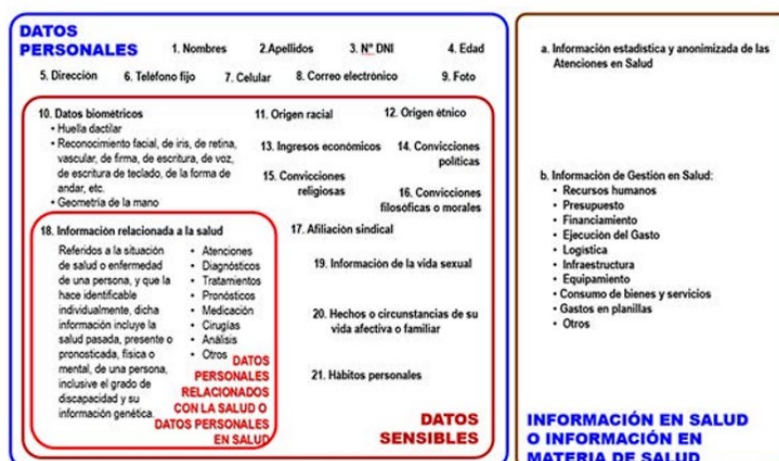 DATOS
PERSONALES
1. Nombres
2.Apellidos
3. N° DNI
4. Edad
5. Dirección
6. Teléfono fijo
7. Celular
8. Correo electrónico
9. Foto
10. Datos biométricos
• Huella dactilar
• Reconocimiento facial, de iris, de retina,
vascular, de firma, de escritura, de voz,
de escritura de teclado, de la forma de
andar, etc.
• Geometría de la mano
11. Origen racial
12. Origen étnico
13. Ingresos económicos
14. Convicciones
políticas
15. Convicciones
religiosas
16. Convicciones
filosóficas o morales
17. Afiliación sindical
18. Información relacionada a la salud
Referidos a la situación
de salud o enfermedad
de una persona, y que la
hace identificable
individualmente, dicha
información incluye la
salud pasada, presente o
pronosticada, física o
mental, de una persona,
inclusive el grado de
discapacidad y su
información genética.
• Atenciones
• Diagnósticos
• Tratamientos
• Pronósticos
• Medicación
• Cirugías
• Análisis
• Otros
DATOS
PERSONALES
RELACIONADOS
CON LA SALUD O
DATOS PERSONALES
EN SALUD
19. Información de la vida sexual
20. Hechos o circunstancias de su
vida afectiva o familiar
21. Hábitos personales
DATOS
SENSIBLES
a. Información estadística y anonimizada de las
Atenciones en Salud
b. Información de Gestión en Salud:
• Recursos humanos
• Presupuesto
• Financiamiento
• Ejecución del Gasto
• Logística
• Infraestructura
• Equipamiento
• Consumo de bienes y servicios
• Gastos en planillas
• Otros
INFORMACIÓN EN SALUD
O INFORMACIÓN EN
MATERIA DE SALUD